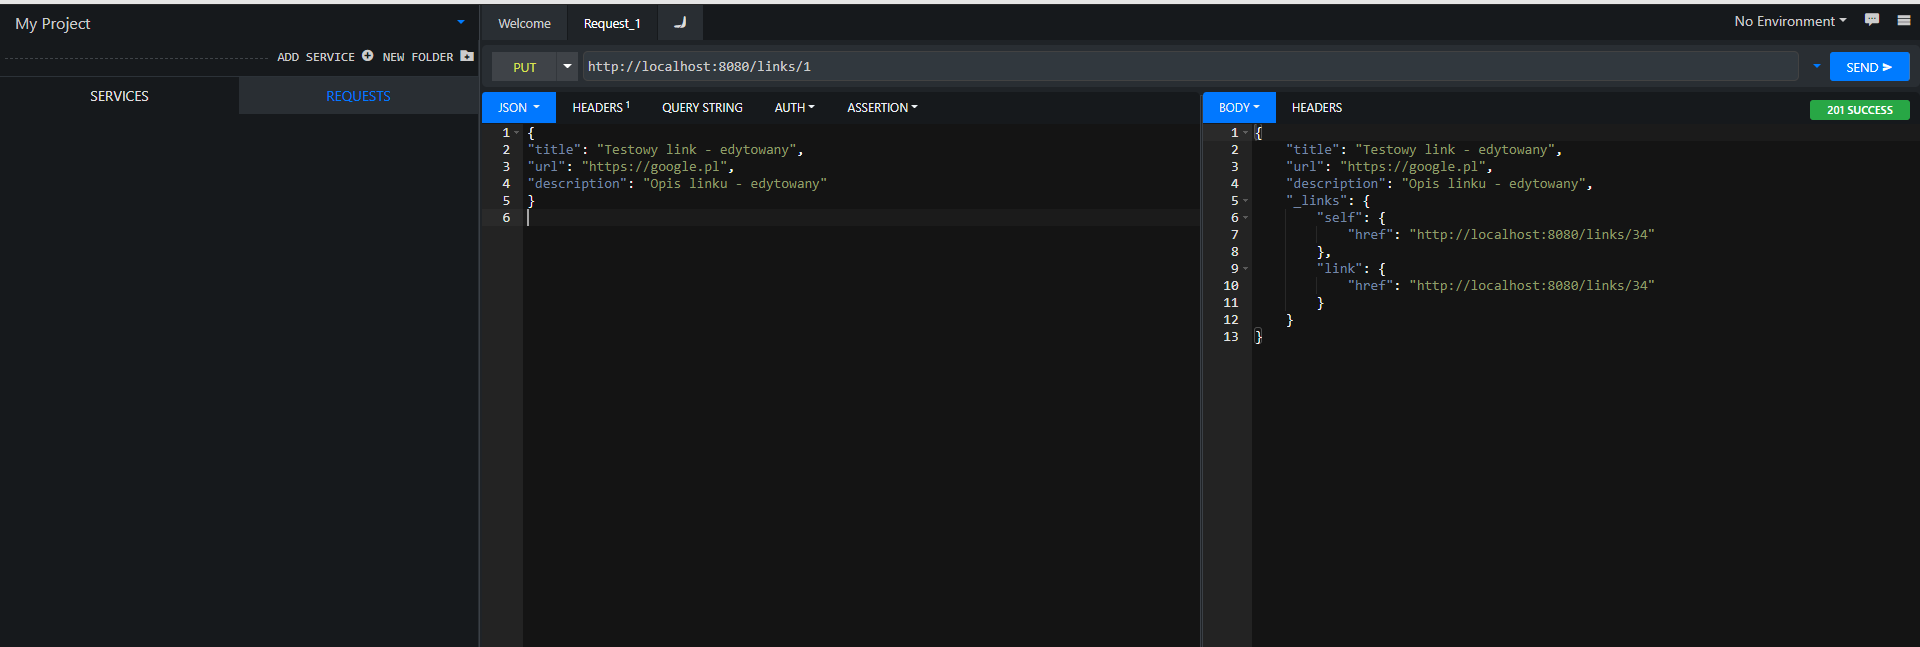 My Project
ADD SERVICE NEW FOLDER
SERVICES REQUESTS
Welcome Request_1
No Environment
PUT http://localhost:8080/links/1 SEND
JSON HEADERS 1 QUERY STRING AUTH ASSERTION
1 {
2 "title": "Testowy link - edytowany",
3 "url": "https://google.pl",
4 "description": "Opis linku - edytowany"
5 }
6
BODY HEADERS 201 SUCCESS
1 {
2 "title": "Testowy link - edytowany",
3 "url": "https://google.pl",
4 "description": "Opis linku - edytowany",
5 "_links": {
6 "self": {
7 "href": "http://localhost:8080/links/34"
8 },
9 "link": {
10 "href": "http://localhost:8080/links/34"
11 }
12 }
13 }